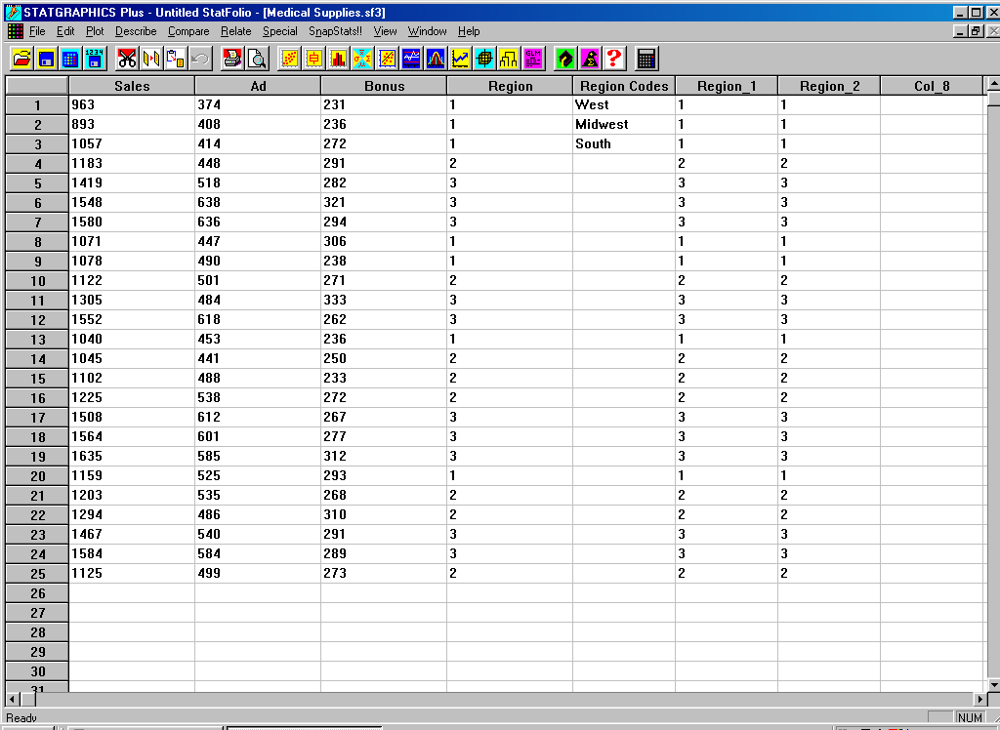 STATGRAPHICS Plus - Untitled StatFolio - [Medical Supplies.sf3]
File Edit Plot Describe Compare Relate Special SnapStats!! View Window Help
1234 GLM ?
Sales Ad Bonus Region Region Codes Region_1 Region_2 Col_8
1 963 374 231 1 West 1 1
2 893 408 236 1 Midwest 1 1
3 1057 414 272 1 South 1 1
4 1183 448 291 2 2 2
5 1419 518 282 3 3 3
6 1548 638 321 3 3 3
7 1580 636 294 3 3 3
8 1071 447 306 1 1 1
9 1078 490 238 1 1 1
10 1122 501 271 2 2 2
11 1305 484 333 3 3 3
12 1552 618 262 3 3 3
13 1040 453 236 1 1 1
14 1045 441 250 2 2 2
15 1102 488 233 2 2 2
16 1225 538 272 2 2 2
17 1508 612 267 3 3 3
18 1564 601 277 3 3 3
19 1635 585 312 3 3 3
20 1159 525 293 1 1 1
21 1203 535 268 2 2 2
22 1294 486 310 2 2 2
23 1467 540 291 3 3 3
24 1584 584 289 3 3 3
25 1125 499 273 2 2 2
26
27
28
29
30
31
Ready NUM